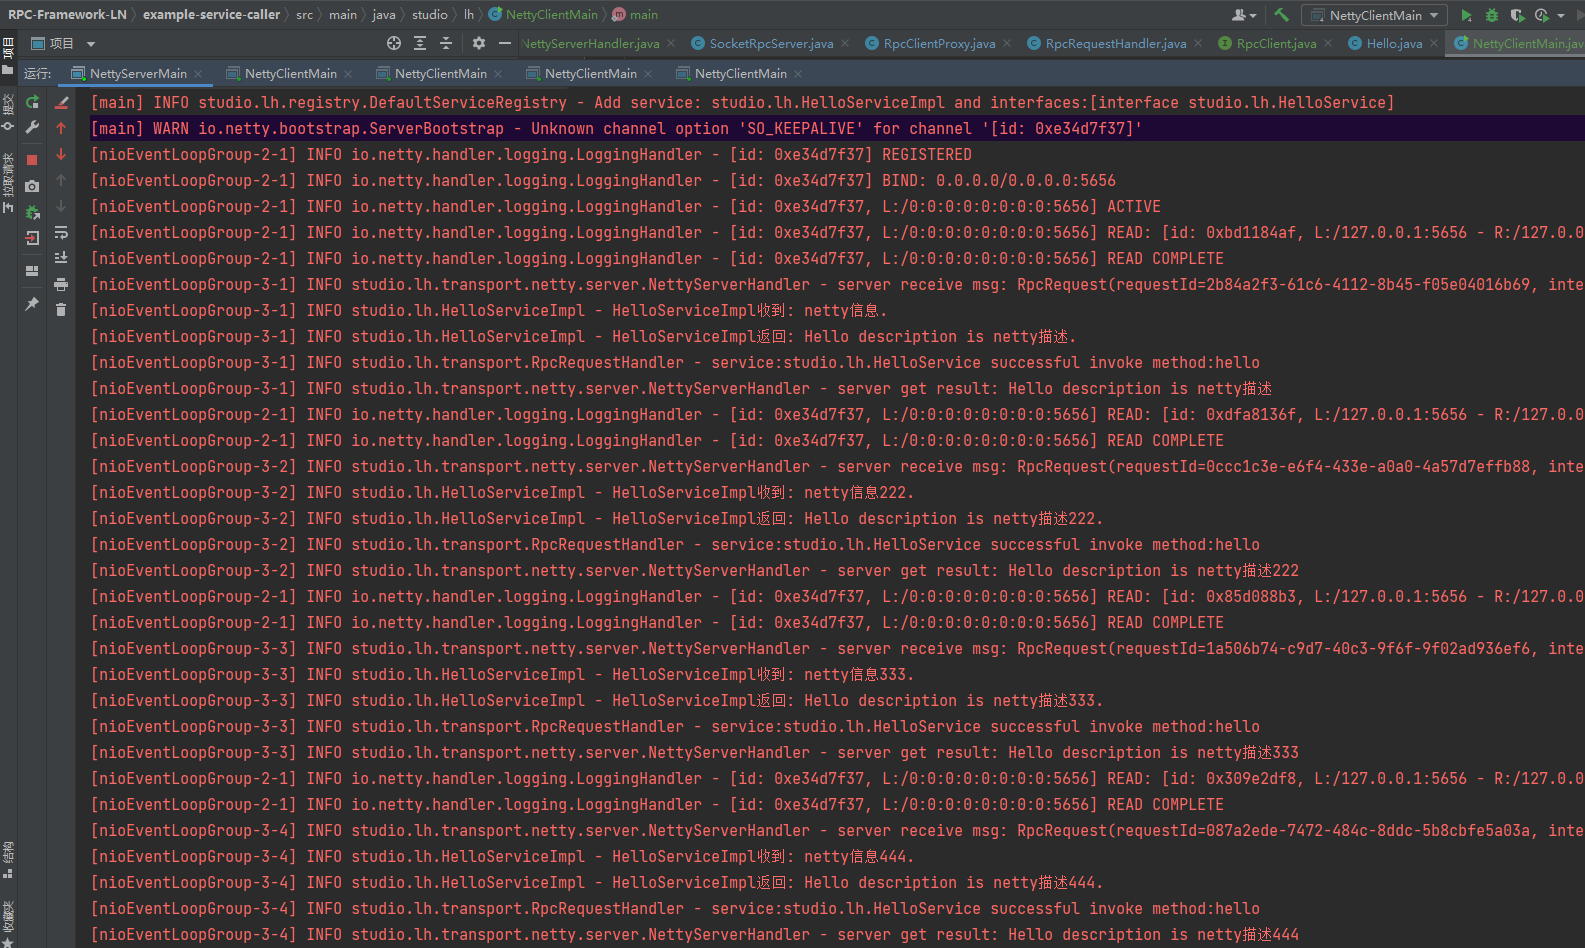 RPC-Framework-LN 〉 example-service-caller 〉 src 〉 main 〉 java 〉 studio 〉 lh 〉 NettyClientMain 〉 main NettyClientMain
项目 NettyServerHandler.java SocketRpcServer.java RpcClientProxy.java RpcRequestHandler.java RpcClient.java Hello.java NettyClientMain.jav
运行: NettyServerMain NettyClientMain NettyClientMain NettyClientMain NettyClientMain
项目
提交
拉取请求
结构
收藏夹
[main] INFO studio.lh.registry.DefaultServiceRegistry - Add service: studio.lh.HelloServiceImpl and interfaces:[interface studio.lh.HelloService]
[main] WARN io.netty.bootstrap.ServerBootstrap - Unknown channel option 'SO_KEEPALIVE' for channel '[id: 0xe34d7f37]'
[nioEventLoopGroup-2-1] INFO io.netty.handler.logging.LoggingHandler - [id: 0xe34d7f37] REGISTERED
[nioEventLoopGroup-2-1] INFO io.netty.handler.logging.LoggingHandler - [id: 0xe34d7f37] BIND: 0.0.0.0/0.0.0.0:5656
[nioEventLoopGroup-2-1] INFO io.netty.handler.logging.LoggingHandler - [id: 0xe34d7f37, L:/0:0:0:0:0:0:0:0:5656] ACTIVE
[nioEventLoopGroup-2-1] INFO io.netty.handler.logging.LoggingHandler - [id: 0xe34d7f37, L:/0:0:0:0:0:0:0:0:5656] READ: [id: 0xbd1184af, L:/127.0.0.1:5656 - R:/127.0.0
[nioEventLoopGroup-2-1] INFO io.netty.handler.logging.LoggingHandler - [id: 0xe34d7f37, L:/0:0:0:0:0:0:0:0:5656] READ COMPLETE
[nioEventLoopGroup-3-1] INFO studio.lh.transport.netty.server.NettyServerHandler - server receive msg: RpcRequest(requestId=2b84a2f3-61c6-4112-8b45-f05e04016b69, inte
[nioEventLoopGroup-3-1] INFO studio.lh.HelloServiceImpl - HelloServiceImpl收到: netty信息.
[nioEventLoopGroup-3-1] INFO studio.lh.HelloServiceImpl - HelloServiceImpl返回: Hello description is netty描述.
[nioEventLoopGroup-3-1] INFO studio.lh.transport.RpcRequestHandler - service:studio.lh.HelloService successful invoke method:hello
[nioEventLoopGroup-3-1] INFO studio.lh.transport.netty.server.NettyServerHandler - server get result: Hello description is netty描述
[nioEventLoopGroup-2-1] INFO io.netty.handler.logging.LoggingHandler - [id: 0xe34d7f37, L:/0:0:0:0:0:0:0:0:5656] READ: [id: 0xdfa8136f, L:/127.0.0.1:5656 - R:/127.0.0
[nioEventLoopGroup-2-1] INFO io.netty.handler.logging.LoggingHandler - [id: 0xe34d7f37, L:/0:0:0:0:0:0:0:0:5656] READ COMPLETE
[nioEventLoopGroup-3-2] INFO studio.lh.transport.netty.server.NettyServerHandler - server receive msg: RpcRequest(requestId=0ccc1c3e-e6f4-433e-a0a0-4a57d7effb88, inte
[nioEventLoopGroup-3-2] INFO studio.lh.HelloServiceImpl - HelloServiceImpl收到: netty信息222.
[nioEventLoopGroup-3-2] INFO studio.lh.HelloServiceImpl - HelloServiceImpl返回: Hello description is netty描述222.
[nioEventLoopGroup-3-2] INFO studio.lh.transport.RpcRequestHandler - service:studio.lh.HelloService successful invoke method:hello
[nioEventLoopGroup-3-2] INFO studio.lh.transport.netty.server.NettyServerHandler - server get result: Hello description is netty描述222
[nioEventLoopGroup-2-1] INFO io.netty.handler.logging.LoggingHandler - [id: 0xe34d7f37, L:/0:0:0:0:0:0:0:0:5656] READ: [id: 0x85d088b3, L:/127.0.0.1:5656 - R:/127.0.0
[nioEventLoopGroup-2-1] INFO io.netty.handler.logging.LoggingHandler - [id: 0xe34d7f37, L:/0:0:0:0:0:0:0:0:5656] READ COMPLETE
[nioEventLoopGroup-3-3] INFO studio.lh.transport.netty.server.NettyServerHandler - server receive msg: RpcRequest(requestId=1a506b74-c9d7-40c3-9f6f-9f02ad936ef6, inte
[nioEventLoopGroup-3-3] INFO studio.lh.HelloServiceImpl - HelloServiceImpl收到: netty信息333.
[nioEventLoopGroup-3-3] INFO studio.lh.HelloServiceImpl - HelloServiceImpl返回: Hello description is netty描述333.
[nioEventLoopGroup-3-3] INFO studio.lh.transport.RpcRequestHandler - service:studio.lh.HelloService successful invoke method:hello
[nioEventLoopGroup-3-3] INFO studio.lh.transport.netty.server.NettyServerHandler - server get result: Hello description is netty描述333
[nioEventLoopGroup-2-1] INFO io.netty.handler.logging.LoggingHandler - [id: 0xe34d7f37, L:/0:0:0:0:0:0:0:0:5656] READ: [id: 0x309e2df8, L:/127.0.0.1:5656 - R:/127.0.0
[nioEventLoopGroup-2-1] INFO io.netty.handler.logging.LoggingHandler - [id: 0xe34d7f37, L:/0:0:0:0:0:0:0:0:5656] READ COMPLETE
[nioEventLoopGroup-3-4] INFO studio.lh.transport.netty.server.NettyServerHandler - server receive msg: RpcRequest(requestId=087a2ede-7472-484c-8ddc-5b8cbfe5a03a, inte
[nioEventLoopGroup-3-4] INFO studio.lh.HelloServiceImpl - HelloServiceImpl收到: netty信息444.
[nioEventLoopGroup-3-4] INFO studio.lh.HelloServiceImpl - HelloServiceImpl返回: Hello description is netty描述444.
[nioEventLoopGroup-3-4] INFO studio.lh.transport.RpcRequestHandler - service:studio.lh.HelloService successful invoke method:hello
[nioEventLoopGroup-3-4] INFO studio.lh.transport.netty.server.NettyServerHandler - server get result: Hello description is netty描述444